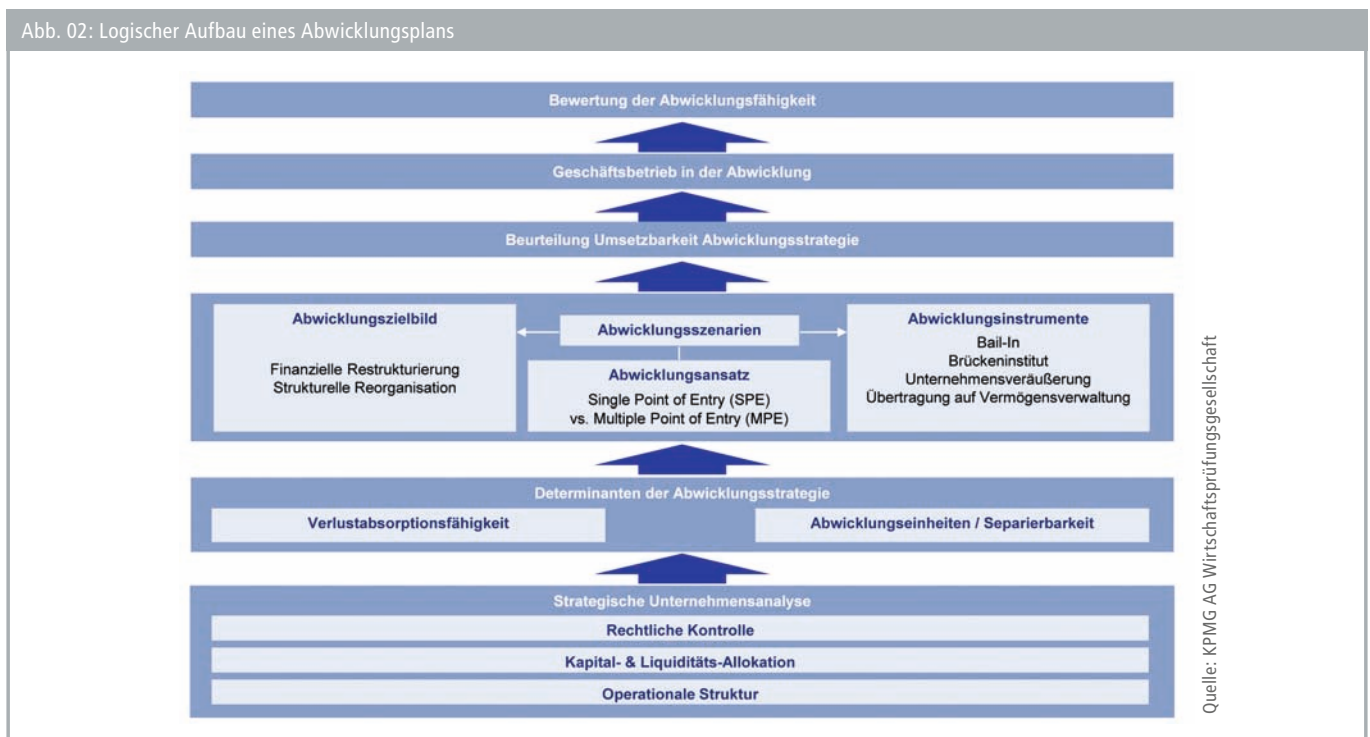 Abb. 02: Logischer Aufbau eines Abwicklungsplans
Bewertung der Abwicklungsfähigkeit
Geschäftsbetrieb in der Abwicklung
Beurteilung Umsetzbarkeit Abwicklungsstrategie
Abwicklungszielbild
Finanzielle Restrukturierung
Strukturelle Reorganisation
Abwicklungsszenarien
Abwicklungsansatz
Single Point of Entry (SPE)
vs. Multiple Point of Entry (MPE)
Abwicklungsinstrumente
Bail-In
Brückeninstitut
Unternehmensveräußerung
Übertragung auf Vermögensverwaltung
Determinanten der Abwicklungsstrategie
Verlustabsorptionsfähigkeit
Abwicklungseinheiten / Separierbarkeit
Strategische Unternehmensanalyse
Rechtliche Kontrolle
Kapital- & Liquiditäts-Allokation
Operationale Struktur
Quelle: KPMG AG Wirtschaftsprüfungsgesellschaft